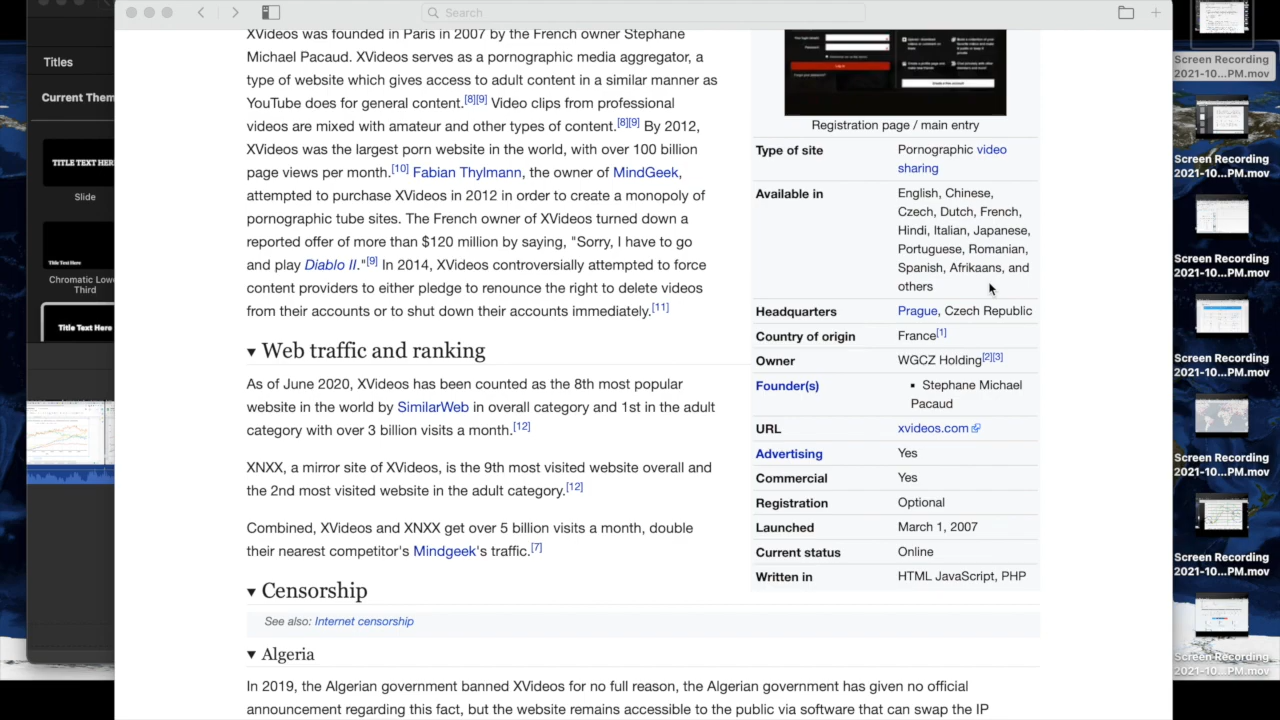 Search
Titles
Current Them
TITLE TEXT HER
Slide
Title Text Here
Chromatic Lowe
Third
Title Text Here
XVideos was founded in Paris in 2007 by the French owner Stephane
Michael Pacaud. XVideos serves as a pornographic media aggregator, a
type of website which gives access to adult content in a similar manner as
YouTube does for general content.[8][9] Video clips from professional
videos are mixed with amateur and other types of content.[8][9] By 2012,
XVideos was the largest porn website in the world, with over 100 billion
page views per month.[10] Fabian Thylmann, the owner of MindGeek,
attempted to purchase XVideos in 2012 in order to create a monopoly of
pornographic tube sites. The French owner of XVideos turned down a
reported offer of more than $120 million by saying, "Sorry, I have to go
and play Diablo II."[9] In 2014, XVideos controversially attempted to force
content providers to either pledge to renounce the right to delete videos
from their accounts or to shut down their accounts immediately.[11]
▼ Web traffic and ranking
As of June 2020, XVideos has been counted as the 8th most popular
website in the world by SimilarWeb in overall category and 1st in the adult
category with over 3 billion visits a month.[12]
XNXX, a mirror site of XVideos, is the 9th most visited website overall and
the 2nd most visited website in the adult category.[12]
Combined, XVideos and XNXX get over 5 billion visits a month, double
their nearest competitor's Mindgeek's traffic.[7]
▼ Censorship
See also: Internet censorship
▼ Algeria
In 2019, the Algerian government banned xvideos for no full reason, the Algerian government has given no official
announcement regarding this fact, but the website remains accessible to the public via software that can swap the IP
Registration page / main entry
Type of site Pornographic video
sharing
Available in English, Chinese,
Czech, Dutch, French,
Hindi, Italian, Japanese,
Portuguese, Romanian,
Spanish, Afrikaans, and
others
Headquarters Prague, Czech Republic
Country of origin France[1]
Owner WGCZ Holding[2][3]
Founder(s) ▪ Stephane Michael
Pacaud
URL xvideos.com
Advertising Yes
Commercial Yes
Registration Optional
Launched March 1, 2007
Current status Online
Written in HTML JavaScript, PHP
Screen Recording
2021-10...PM.mov
Screen Recording
2021-10...PM.mov
Screen Recording
2021-10...PM.mov
Screen Recording
2021-10...PM.mov
Screen Recording
2021-10...PM.mov
Screen Recording
2021-10...PM.mov
Screen Recording
2021-10...PM.mov